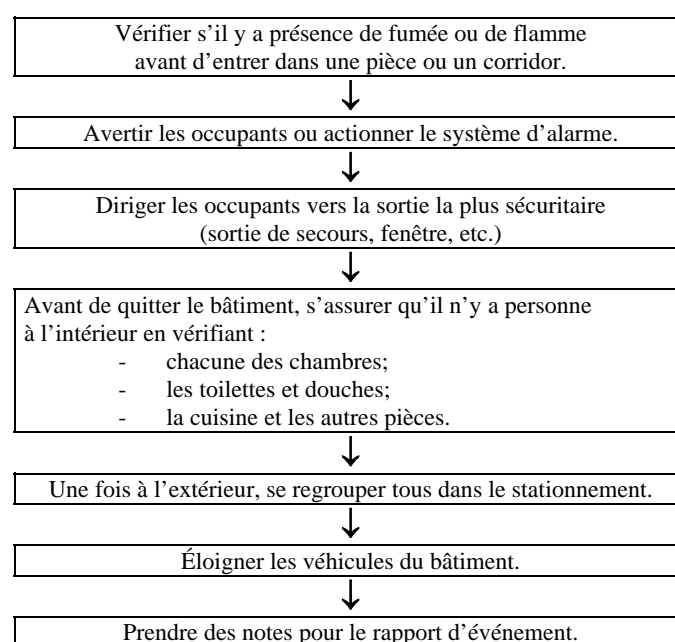 Vérifier s’il y a présence de fumée ou de flamme
avant d’entrer dans une pièce ou un corridor.
Avertir les occupants ou actionner le système d’alarme.
Diriger les occupants vers la sortie la plus sécuritaire
(sortie de secours, fenêtre, etc.)
Avant de quitter le bâtiment, s’assurer qu’il n’y a personne
à l’intérieur en vérifiant :
- chacune des chambres;
- les toilettes et douches;
- la cuisine et les autres pièces.
Une fois à l’extérieur, se regrouper tous dans le stationnement.
Éloigner les véhicules du bâtiment.
Prendre des notes pour le rapport d’événement.